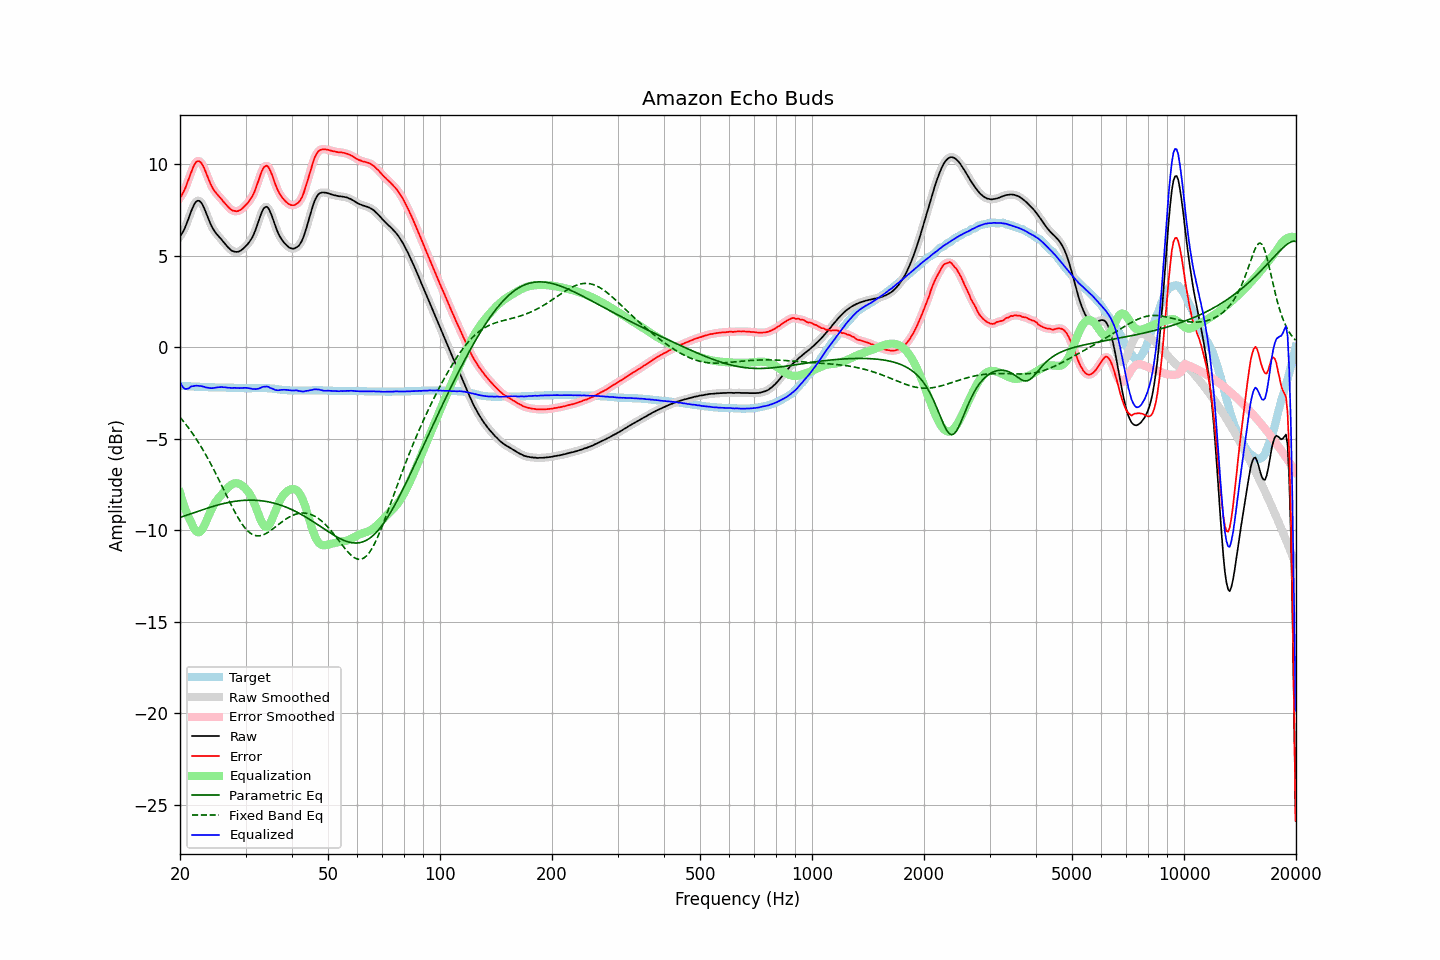 Amazon Echo Buds
Amplitude (dBr)
10
5
0
−5
−10
−15
−20
−25
Target
Raw Smoothed
Error Smoothed
Raw
Error
Equalization
Parametric Eq
Fixed Band Eq
Equalized
20 50 100 200 500 1000 2000 5000 10000 20000
Frequency (Hz)